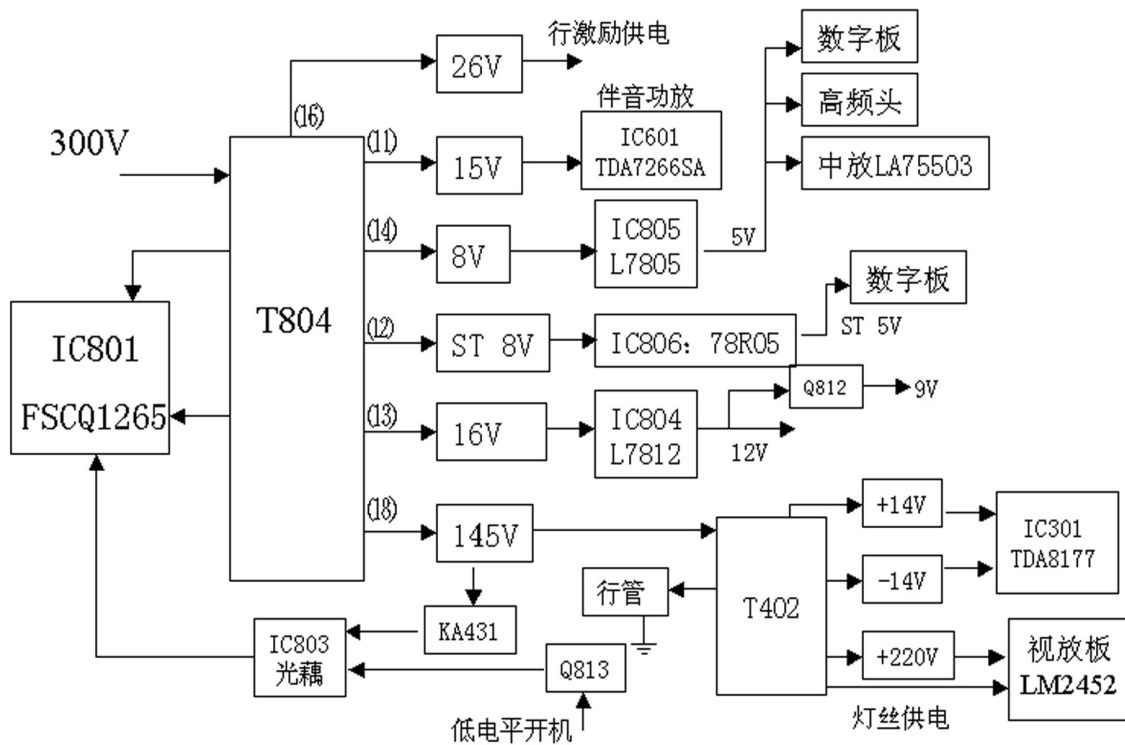 行激励供电
数字板
26V
(16)
伴音功放
高频头
300V
(11)
15V
IC601
TDA7266SA
中放LA75503
(14)
8V
IC805
L7805
5V
T804
(12)
ST 8V
IC806：78R05
数字板
ST 5V
IC801
FSCQ1265
(13)
16V
IC804
L7812
12V
Q812
9V
(18)
145V
+14V
IC301
TDA8177
-14V
T402
行管
KA431
IC803
光藕
Q813
+220V
视放板
LM2452
低电平开机
灯丝供电